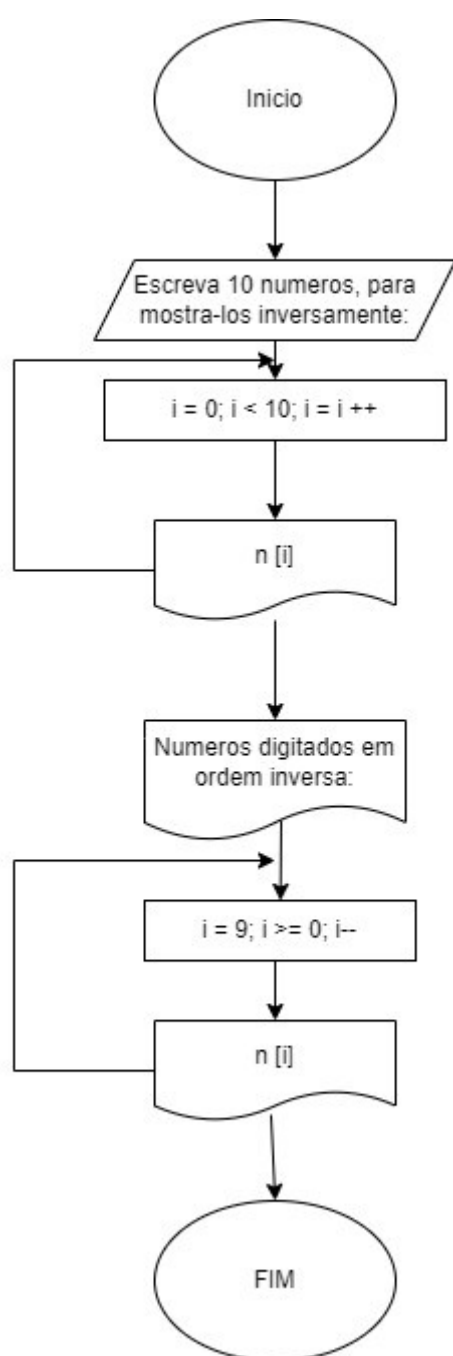 Inicio
Escreva 10 numeros, para
mostra-los inversamente:
i = 0; i < 10; i = i ++
n [i]
Numeros digitados em
ordem inversa:
i = 9; i >= 0; i--
n [i]
FIM